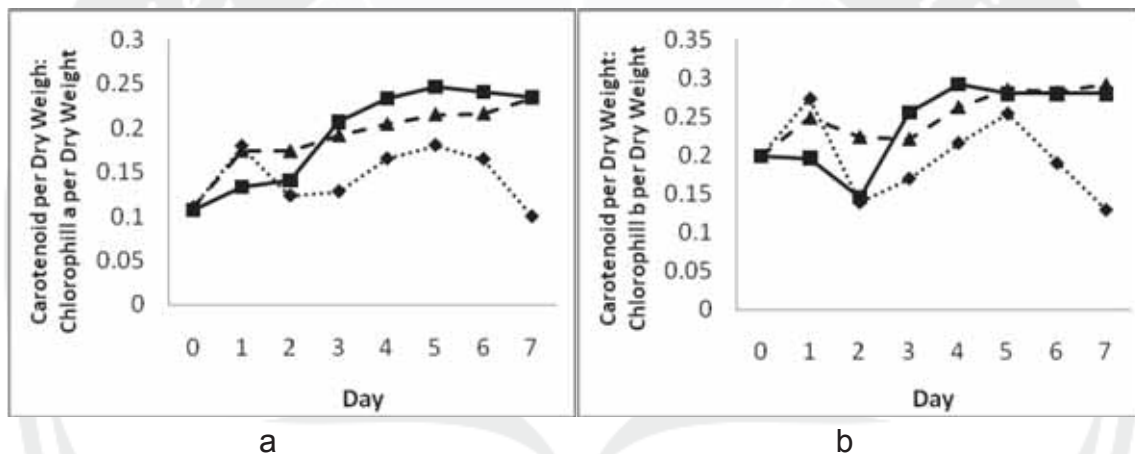 Carotenoid per Dry Weigh:
Chlorophill a per Dry Weight
0.3
0.25
0.2
0.15
0.1
0.05
0
0 1 2 3 4 5 6 7
Day
a
Carotenoid per Dry Weight:
Chlorophill b per Dry Weight
0.35
0.3
0.25
0.2
0.15
0.1
0.05
0
0 1 2 3 4 5 6 7
Day
b